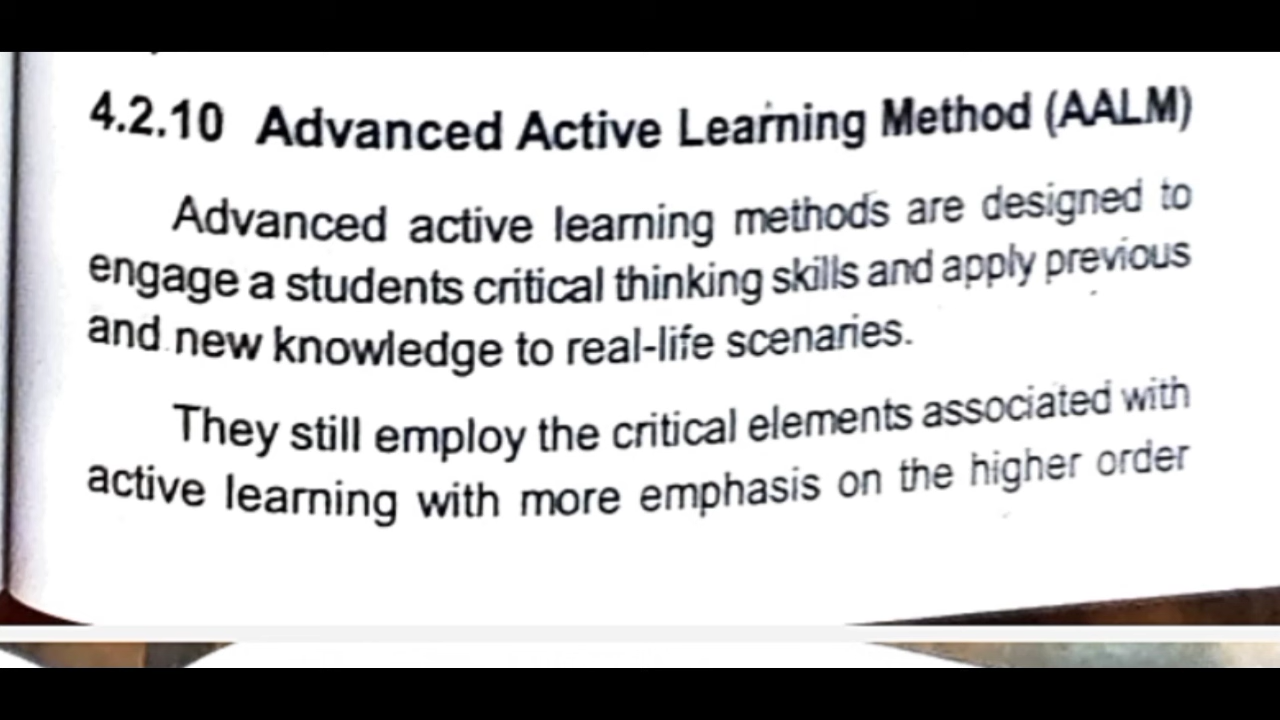 4.2.10 Advanced Active Learning Method (AALM)
Advanced active learning methods are designed to
engage a students critical thinking skills and apply previous
and new knowledge to real-life scenaries.
They still employ the critical elements associated with
active learning with more emphasis on the higher order